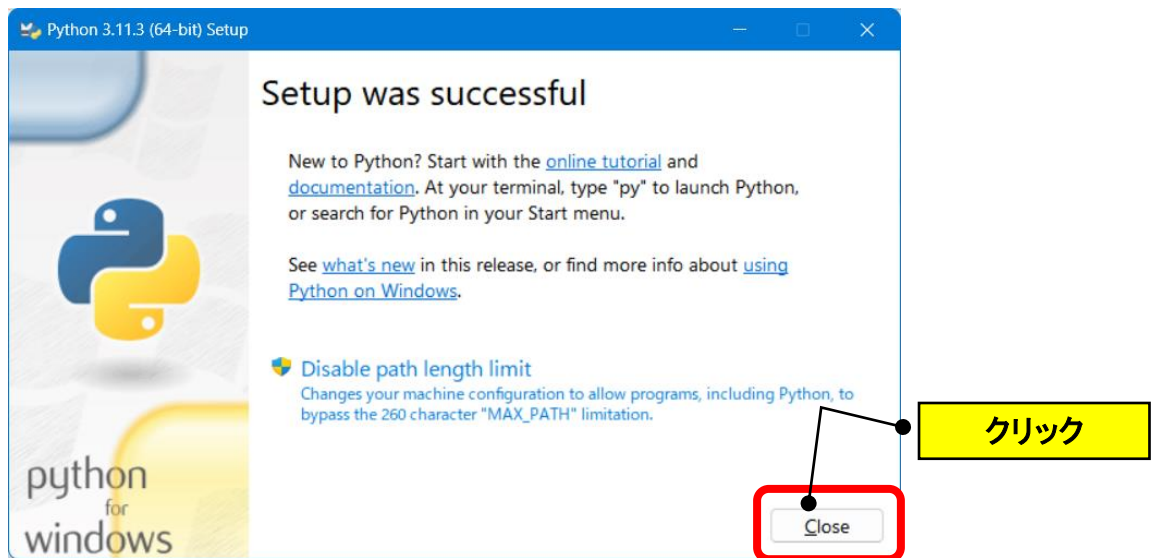 Python 3.11.3 (64-bit) Setup
Setup was successful
New to Python? Start with the online tutorial and
documentation. At your terminal, type "py" to launch Python,
or search for Python in your Start menu.
See what's new in this release, or find more info about using
Python on Windows.
Disable path length limit
Changes your machine configuration to allow programs, including Python, to
bypass the 260 character "MAX_PATH" limitation.
クリック
python
for
windows
Close